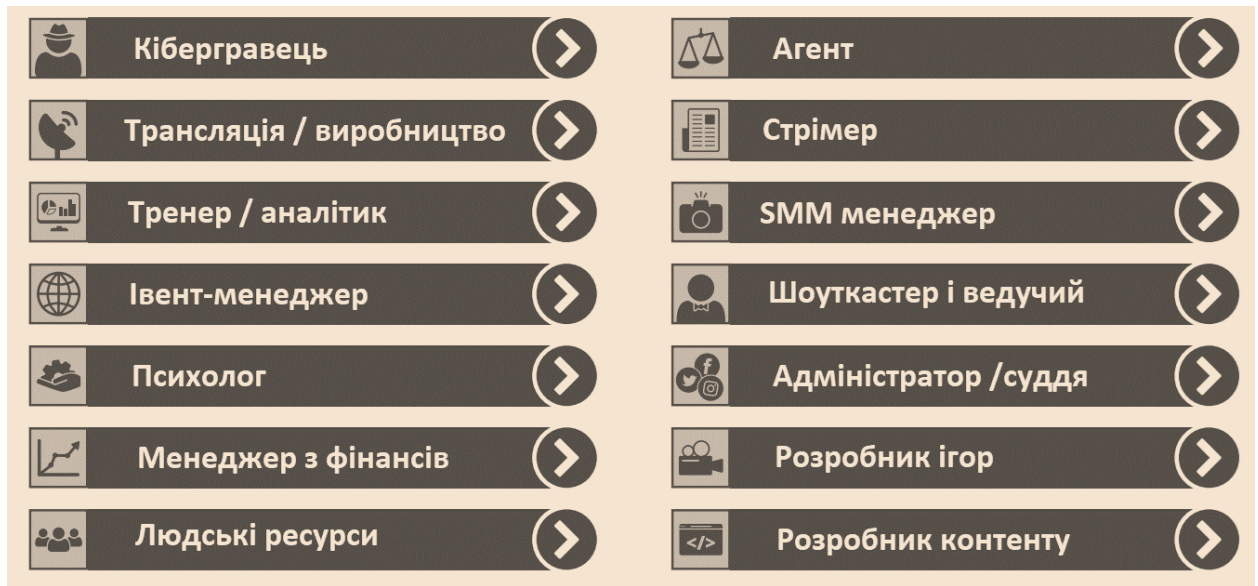 Кібергравець
Трансляція / виробництво
Тренер / аналітик
Івент-менеджер
Психолог
Менеджер з фінансів
Людські ресурси
Агент
Стрімер
SMM менеджер
Шоуткастер і ведучий
Адміністратор /суддя
Розробник ігор
Розробник контенту